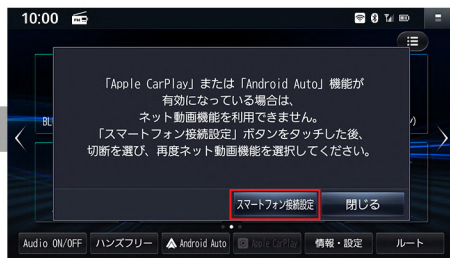 10:00
BL
「Apple CarPlay」または「Android Auto」機能が
有効になっている場合は、
ネット動画機能を利用できません。
「スマートフォン接続設定」ボタンをタッチした後、
切断を選び、再度ネット動画機能を選択してください。
スマートフォン接続設定 閉じる
Audio ON/OFF ハンズフリー Android Auto Apple CarPlay 情報・設定 ルート